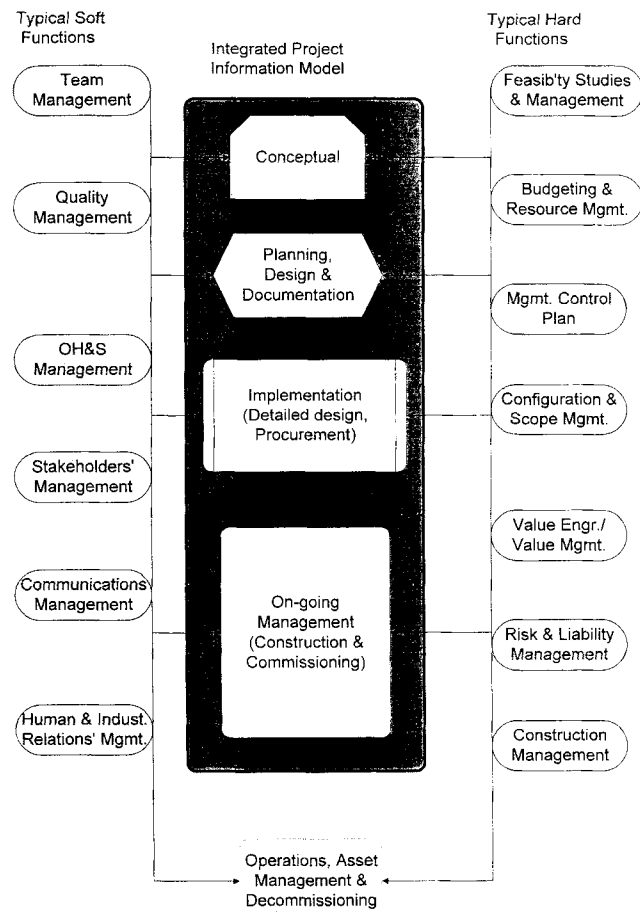 Typical Soft
Functions
Integrated Project
Information Model
Typical Hard
Functions
Team
Management
Quality
Management
OH&S
Management
Stakeholders'
Management
Communications
Management
Human & Indust.
Relations' Mgmt.
Conceptual
Planning,
Design &
Documentation
Implementation
(Detailed design,
Procurement)
On-going
Management
(Construction &
Commissioning)
Feasib'ty Studies
& Management
Budgeting &
Resource Mgmt.
Mgmt. Control
Plan
Configuration &
Scope Mgmt.
Value Engr./
Value Mgmt.
Risk & Liability
Management
Construction
Management
Operations, Asset
Management &
Decommissioning